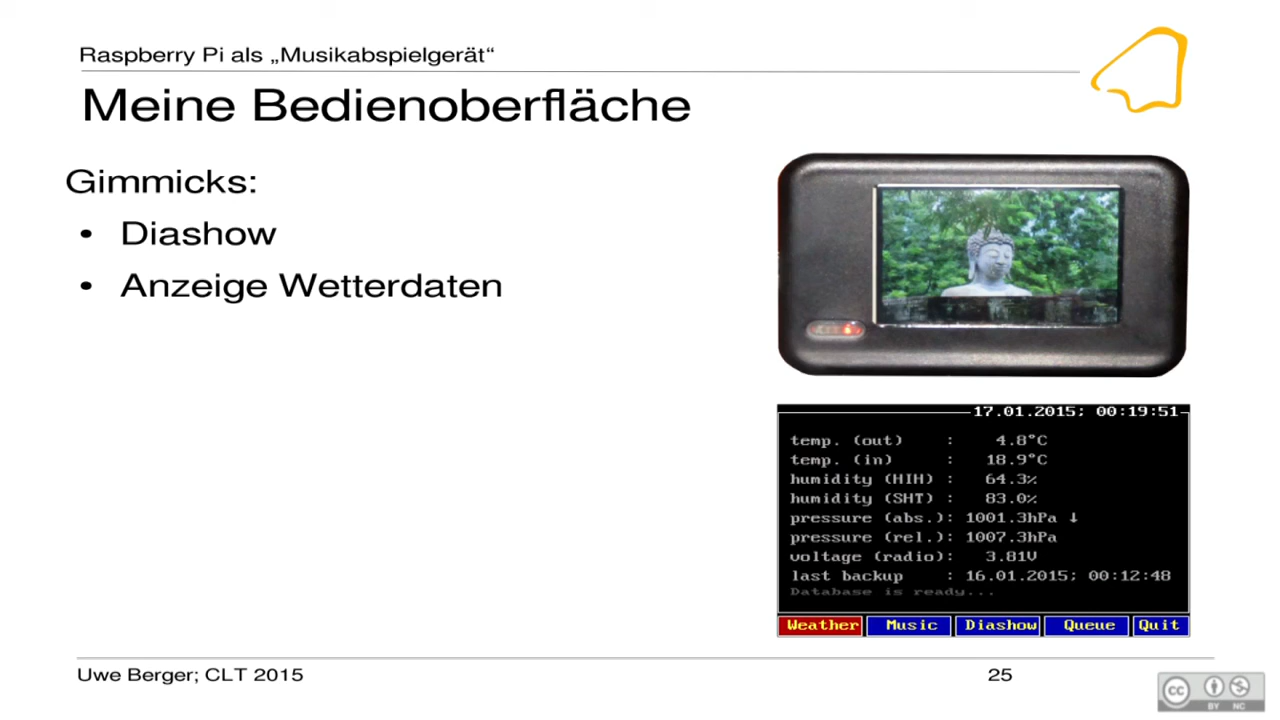 Raspberry Pi als „Musikabspielgerät“
Meine Bedienoberfläche
Gimmicks:
• Diashow
• Anzeige Wetterdaten
17.01.2015; 00:19:51
temp. (out) : 4.8°C
temp. (in) : 18.9°C
humidity (HIH) : 64.3%
humidity (SHT) : 83.0%
pressure (abs.): 1001.3hPa ↓
pressure (rel.): 1007.3hPa
voltage (radio): 3.81V
last backup : 16.01.2015; 00:12:48
Database is ready...
Weather Music Diashow Queue Quit
Uwe Berger; CLT 2015
25
cc BY NC